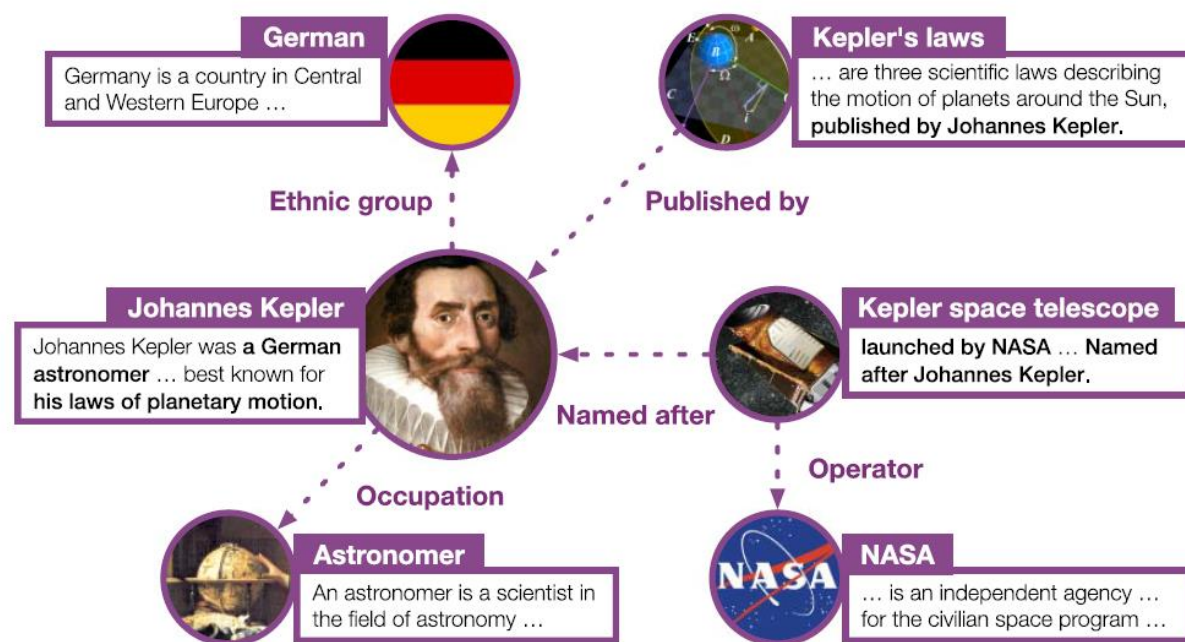 German
Germany is a country in Central
and Western Europe ...
Kepler's laws
... are three scientific laws describing
the motion of planets around the Sun,
published by Johannes Kepler.
E
ω
A
B
Ω
C
i
D
Ethnic group
Published by
Johannes Kepler
Johannes Kepler was a German
astronomer ... best known for
his laws of planetary motion.
Kepler space telescope
launched by NASA ... Named
after Johannes Kepler.
Named after
Occupation
Operator
Astronomer
An astronomer is a scientist in
the field of astronomy ...
NASA
NASA
... is an independent agency ...
for the civilian space program ...